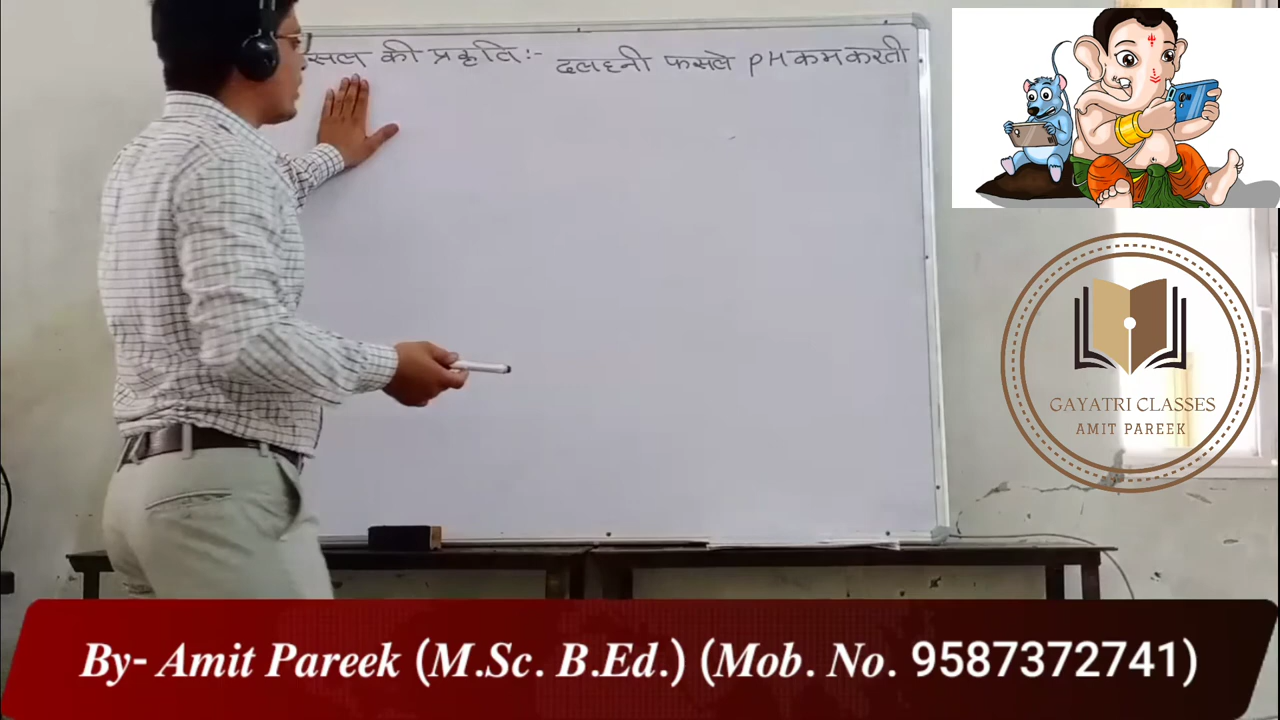 सल की प्रकृति :- दलहनी फसले pH कम करती
GAYATRI CLASSES
AMIT PAREEK
By- Amit Pareek (M.Sc. B.Ed.) (Mob. No. 9587372741)